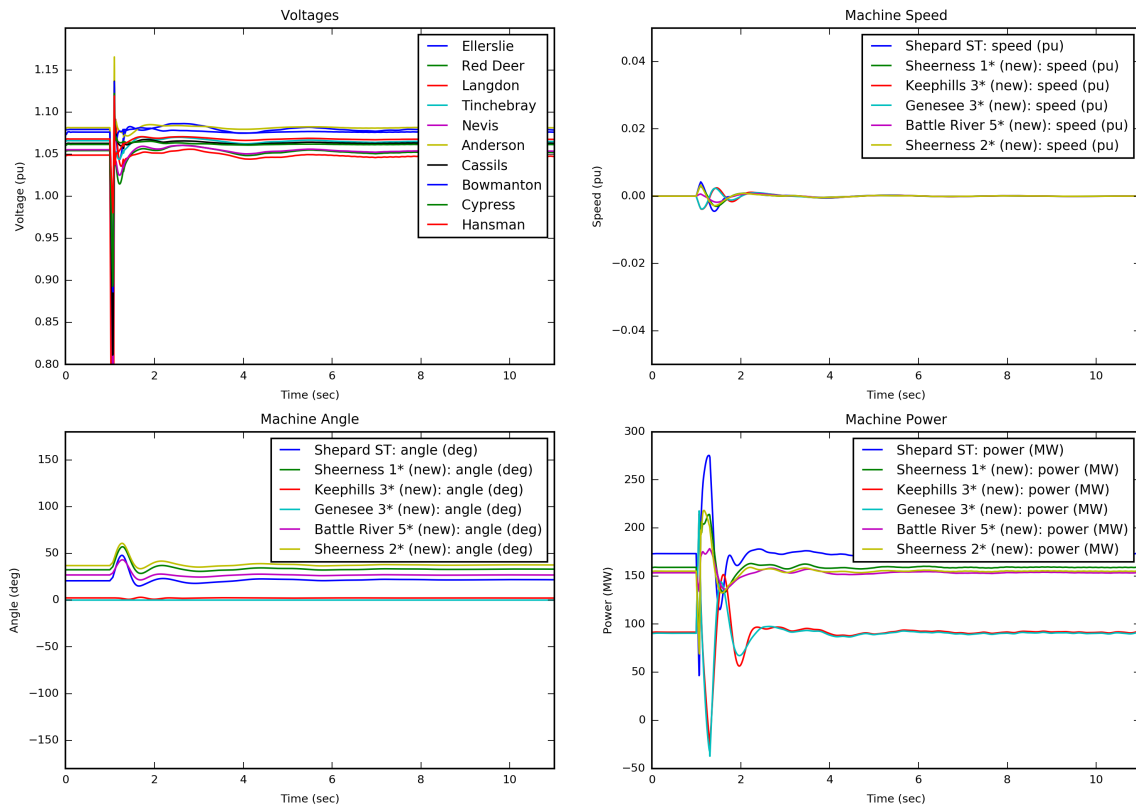 Voltages
Voltage (pu)
1.15
1.10
1.05
1.00
0.95
0.90
0.85
0.80
0
2
4
6
8
10
Time (sec)
Ellerslie
Red Deer
Langdon
Tinchebray
Nevis
Anderson
Cassils
Bowmanton
Cypress
Hansman
Machine Speed
Speed (pu)
0.04
0.02
0.00
−0.02
−0.04
0
2
4
6
8
10
Time (sec)
Shepard ST: speed (pu)
Sheerness 1* (new): speed (pu)
Keephills 3* (new): speed (pu)
Genesee 3* (new): speed (pu)
Battle River 5* (new): speed (pu)
Sheerness 2* (new): speed (pu)
Machine Angle
Angle (deg)
150
100
50
0
−50
−100
−150
0
2
4
6
8
10
Time (sec)
Shepard ST: angle (deg)
Sheerness 1* (new): angle (deg)
Keephills 3* (new): angle (deg)
Genesee 3* (new): angle (deg)
Battle River 5* (new): angle (deg)
Sheerness 2* (new): angle (deg)
Machine Power
Power (MW)
300
250
200
150
100
50
0
−50
0
2
4
6
8
10
Time (sec)
Shepard ST: power (MW)
Sheerness 1* (new): power (MW)
Keephills 3* (new): power (MW)
Genesee 3* (new): power (MW)
Battle River 5* (new): power (MW)
Sheerness 2* (new): power (MW)